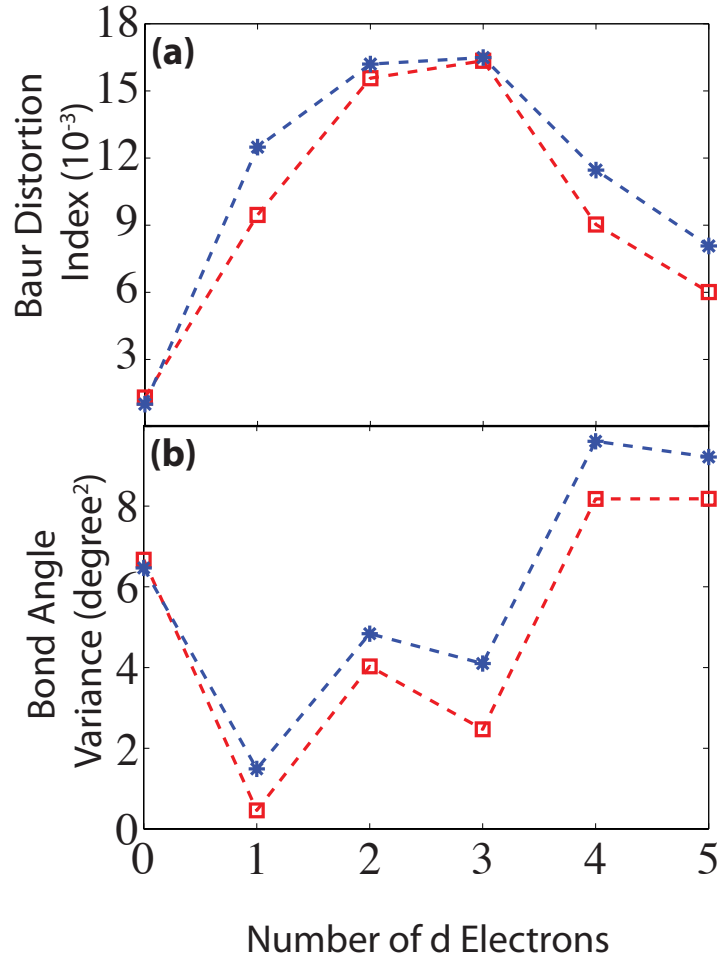 (a)
18
15
12
9
6
3
Baur Distortion
Index (10⁻³)
(b)
8
6
4
2
0
Bond Angle
Variance (degree²)
0 1 2 3 4 5
Number of d Electrons